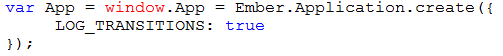 var App = window.App = Ember.Application.create({
      LOG_TRANSITIONS: true
});